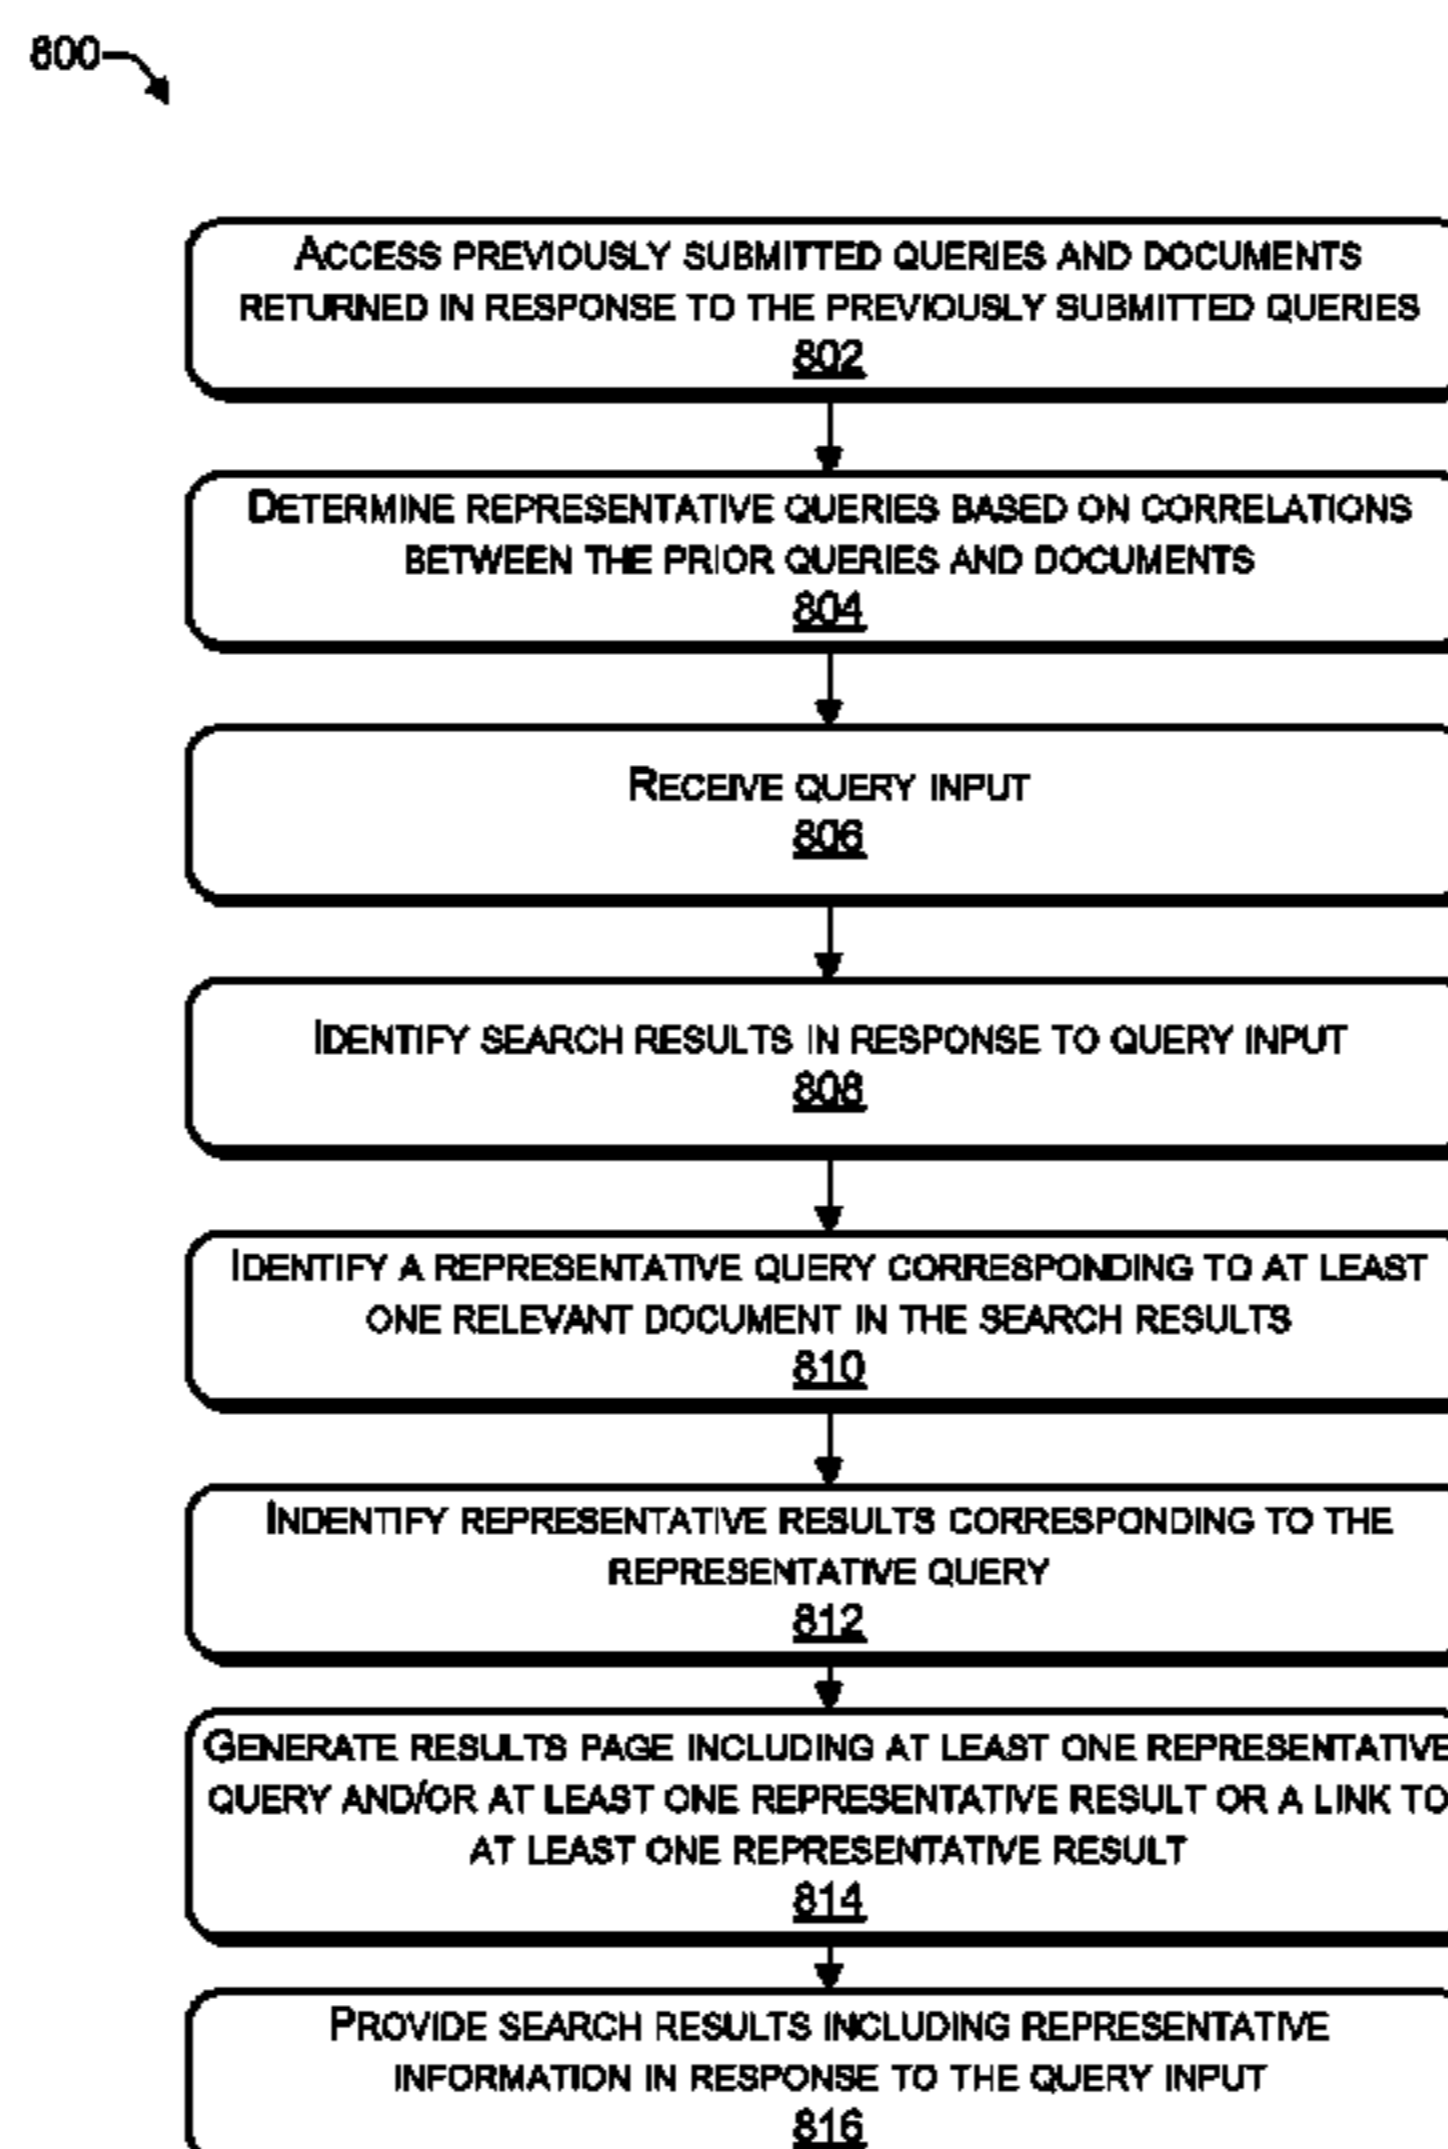 800
ACCESS PREVIOUSLY SUBMITTED QUERIES AND DOCUMENTS
RETURNED IN RESPONSE TO THE PREVIOUSLY SUBMITTED QUERIES
802
DETERMINE REPRESENTATIVE QUERIES BASED ON CORRELATIONS
BETWEEN THE PRIOR QUERIES AND DOCUMENTS
804
RECEIVE QUERY INPUT
806
IDENTIFY SEARCH RESULTS IN RESPONSE TO QUERY INPUT
808
IDENTIFY A REPRESENTATIVE QUERY CORRESPONDING TO AT LEAST
ONE RELEVANT DOCUMENT IN THE SEARCH RESULTS
810
INDENTIFY REPRESENTATIVE RESULTS CORRESPONDING TO THE
REPRESENTATIVE QUERY
812
GENERATE RESULTS PAGE INCLUDING AT LEAST ONE REPRESENTATIVE
QUERY AND/OR AT LEAST ONE REPRESENTATIVE RESULT OR A LINK TO
AT LEAST ONE REPRESENTATIVE RESULT
814
PROVIDE SEARCH RESULTS INCLUDING REPRESENTATIVE
INFORMATION IN RESPONSE TO THE QUERY INPUT
816